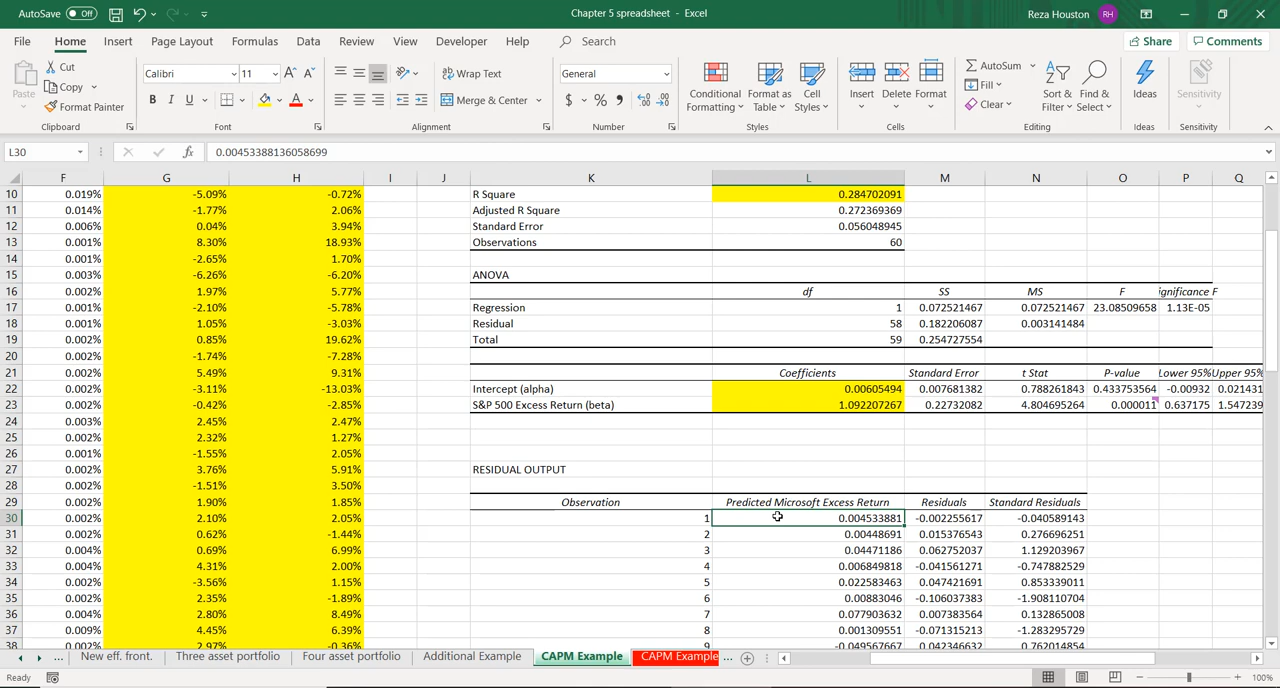 AutoSave Off Chapter 5 spreadsheet - Excel Reza Houston RH
File Home Insert Page Layout Formulas Data Review View Developer Help Search Share Comments
Paste Cut Copy Format Painter Clipboard
Calibri 11 A A B I U A Font
Wrap Text Merge & Center Alignment
General $ % , Number
Conditional Formatting Format as Table Cell Styles Styles
Insert Delete Format Cells
AutoSum Fill Clear Sort & Filter Find & Select Editing
Ideas Ideas Sensitivity Sensitivity
L30 fx 0.00453388136058699
F G H I J K L M N O P Q
10 0.019% -5.09% -0.72% R Square 0.284702091
11 0.014% -1.77% 2.06% Adjusted R Square 0.272369369
12 0.006% 0.04% 3.94% Standard Error 0.056048945
13 0.001% 8.30% 18.93% Observations 60
14 0.001% -2.65% 1.70%
15 0.003% -6.26% -6.20% ANOVA
16 0.002% 1.97% 5.77% df SS MS F ignificance F
17 0.001% -2.10% -5.78% Regression 1 0.072521467 0.072521467 23.08509658 1.13E-05
18 0.001% 1.05% -3.03% Residual 58 0.182206087 0.003141484
19 0.002% 0.85% 19.62% Total 59 0.254727554
20 0.002% -1.74% -7.28%
21 0.002% 5.49% 9.31% Coefficients Standard Error t Stat P-value Lower 95% Upper 95%
22 0.002% -3.11% -13.03% Intercept (alpha) 0.00605494 0.007681382 0.788261843 0.433753564 -0.00932 0.021431
23 0.002% -0.42% -2.85% S&P 500 Excess Return (beta) 1.092207267 0.22732082 4.804695264 0.000011 0.637175 1.547239
24 0.003% 2.45% 2.47%
25 0.002% 2.32% 1.27%
26 0.001% -1.55% 2.05%
27 0.002% 3.76% 5.91% RESIDUAL OUTPUT
28 0.002% -1.51% 3.50%
29 0.002% 1.90% 1.85% Observation Predicted Microsoft Excess Return Residuals Standard Residuals
30 0.002% 2.10% 2.05% 1 0.004533881 -0.002255617 -0.040589143
31 0.002% 0.62% -1.44% 2 0.00448691 0.015376543 0.276696251
32 0.004% 0.69% 6.99% 3 0.04471186 0.062752037 1.129203967
33 0.004% 4.31% 2.00% 4 0.006849818 -0.041561271 -0.747882529
34 0.002% -3.56% 1.15% 5 0.022583463 0.047421691 0.853339011
35 0.002% 2.35% -1.89% 6 0.00883046 -0.106037383 -1.908110704
36 0.004% 2.80% 8.49% 7 0.077903632 0.007383564 0.132865008
37 0.009% 4.45% 6.39% 8 0.001309551 -0.071315213 -1.283295729
38 0.002% 2.97% -0.36% 9 -0.049567667 0.042346632 0.762014854
... New eff. front. Three asset portfolio Four asset portfolio Additional Example CAPM Example CAPM Example ...
Ready 100%